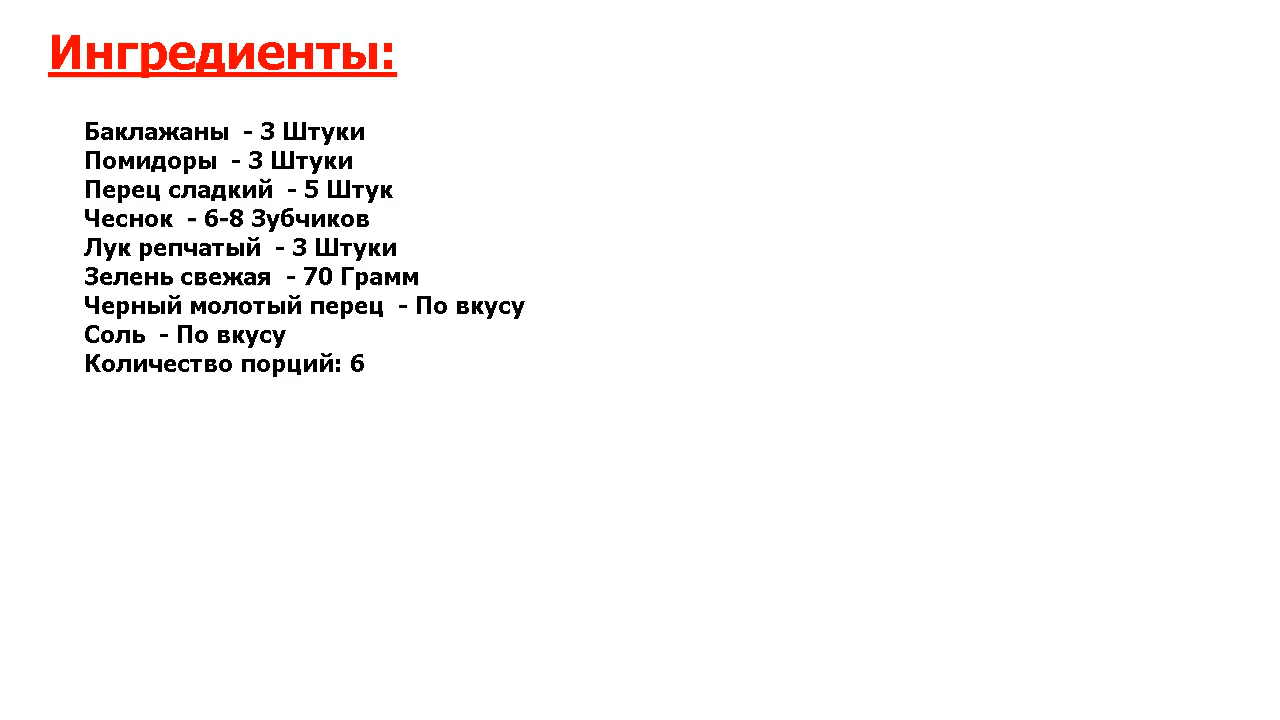 Ингредиенты:
Баклажаны - 3 Штуки
Помидоры - 3 Штуки
Перец сладкий - 5 Штук
Чеснок - 6-8 Зубчиков
Лук репчатый - 3 Штуки
Зелень свежая - 70 Грамм
Черный молотый перец - По вкусу
Соль - По вкусу
Количество порций: 6